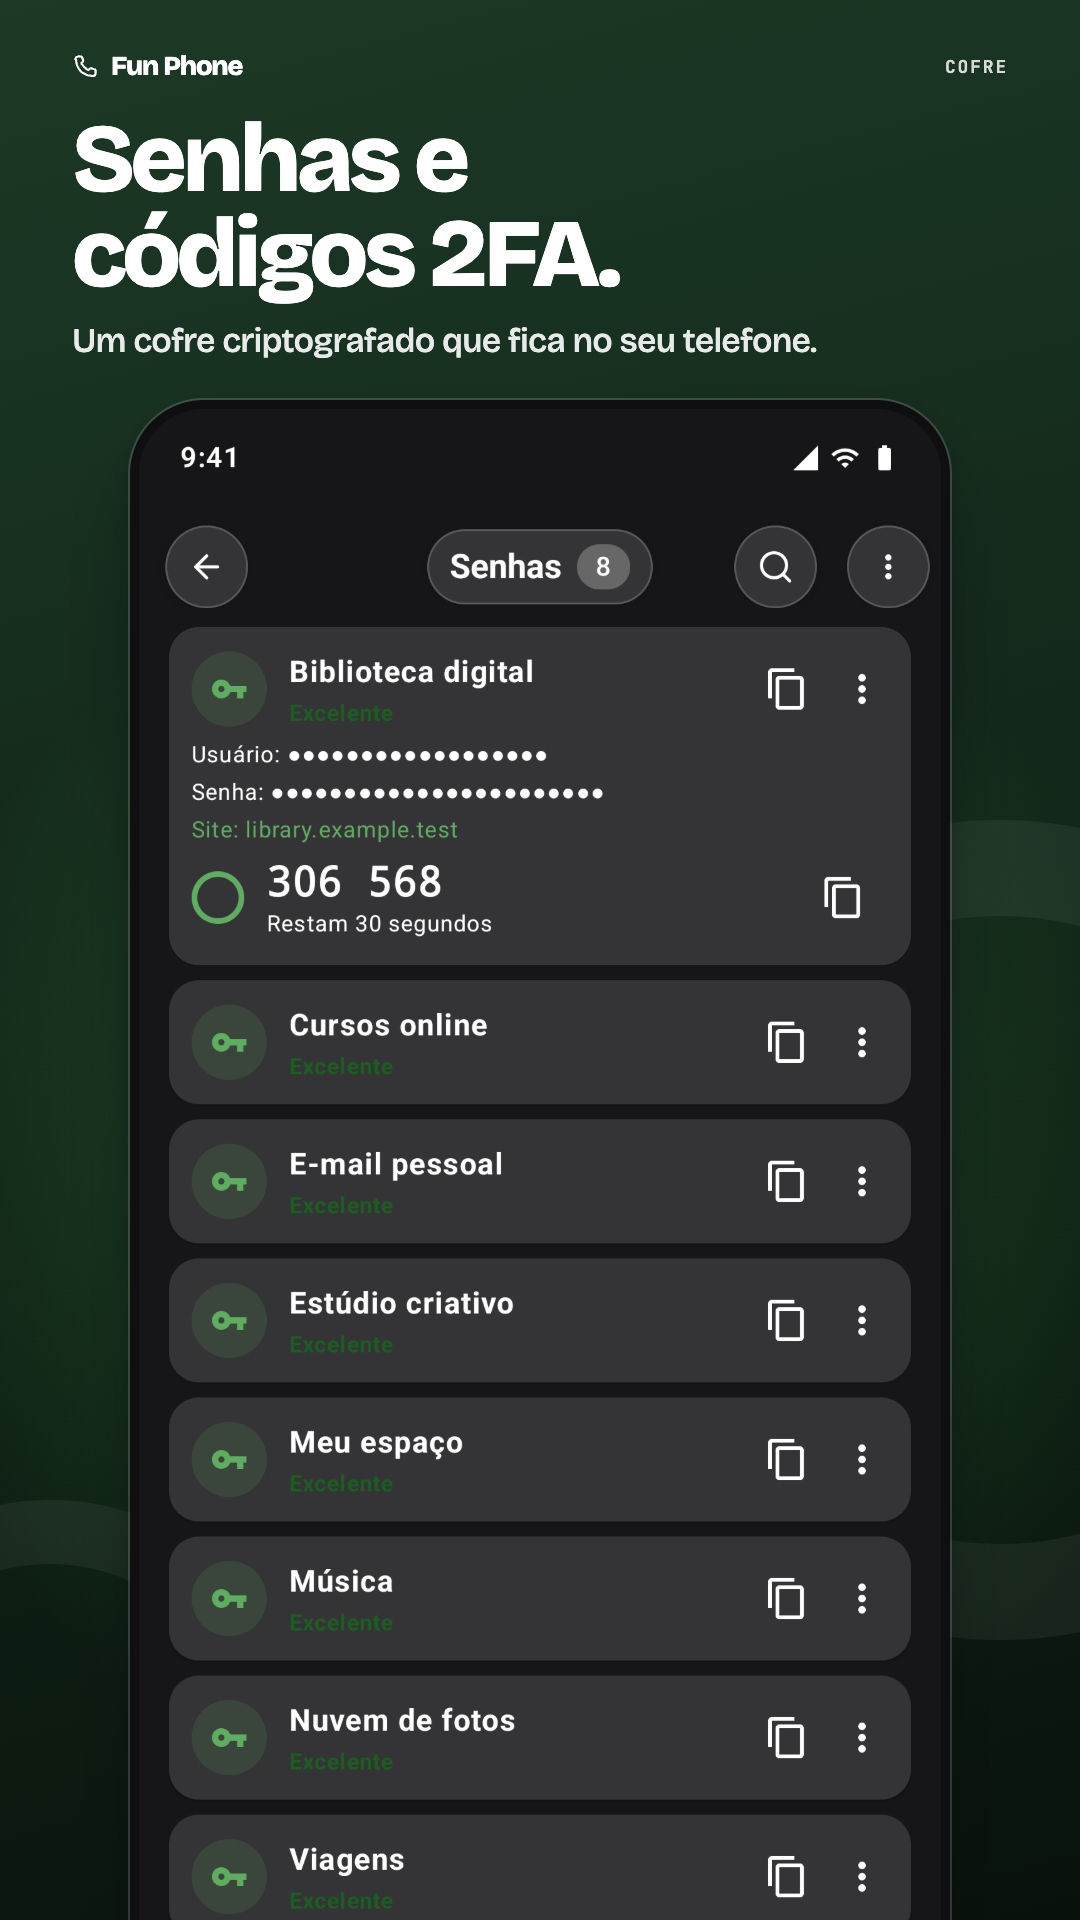 Fun Phone
COFRE
Senhas e
códigos 2FA.
Um cofre criptografado que fica no seu telefone.
9:41
Senhas 8
Biblioteca digital
Excelente
Usuário: ●●●●●●●●●●●●●●●●●●
Senha: ●●●●●●●●●●●●●●●●●●●●●●●
Site: library.example.test
306 568
Restam 30 segundos
Cursos online
Excelente
E-mail pessoal
Excelente
Estúdio criativo
Excelente
Meu espaço
Excelente
Música
Excelente
Nuvem de fotos
Excelente
Viagens
Excelente